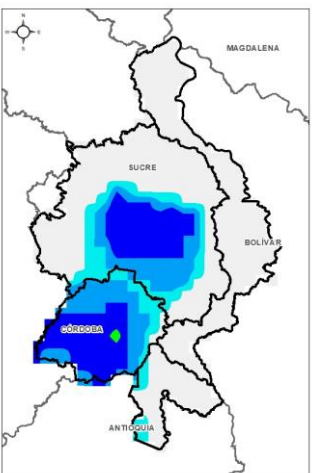 N
W
E
S
MAGDALENA
SUCRE
BOLÍVAR
CÓRDOBA
ANTIOQUIA